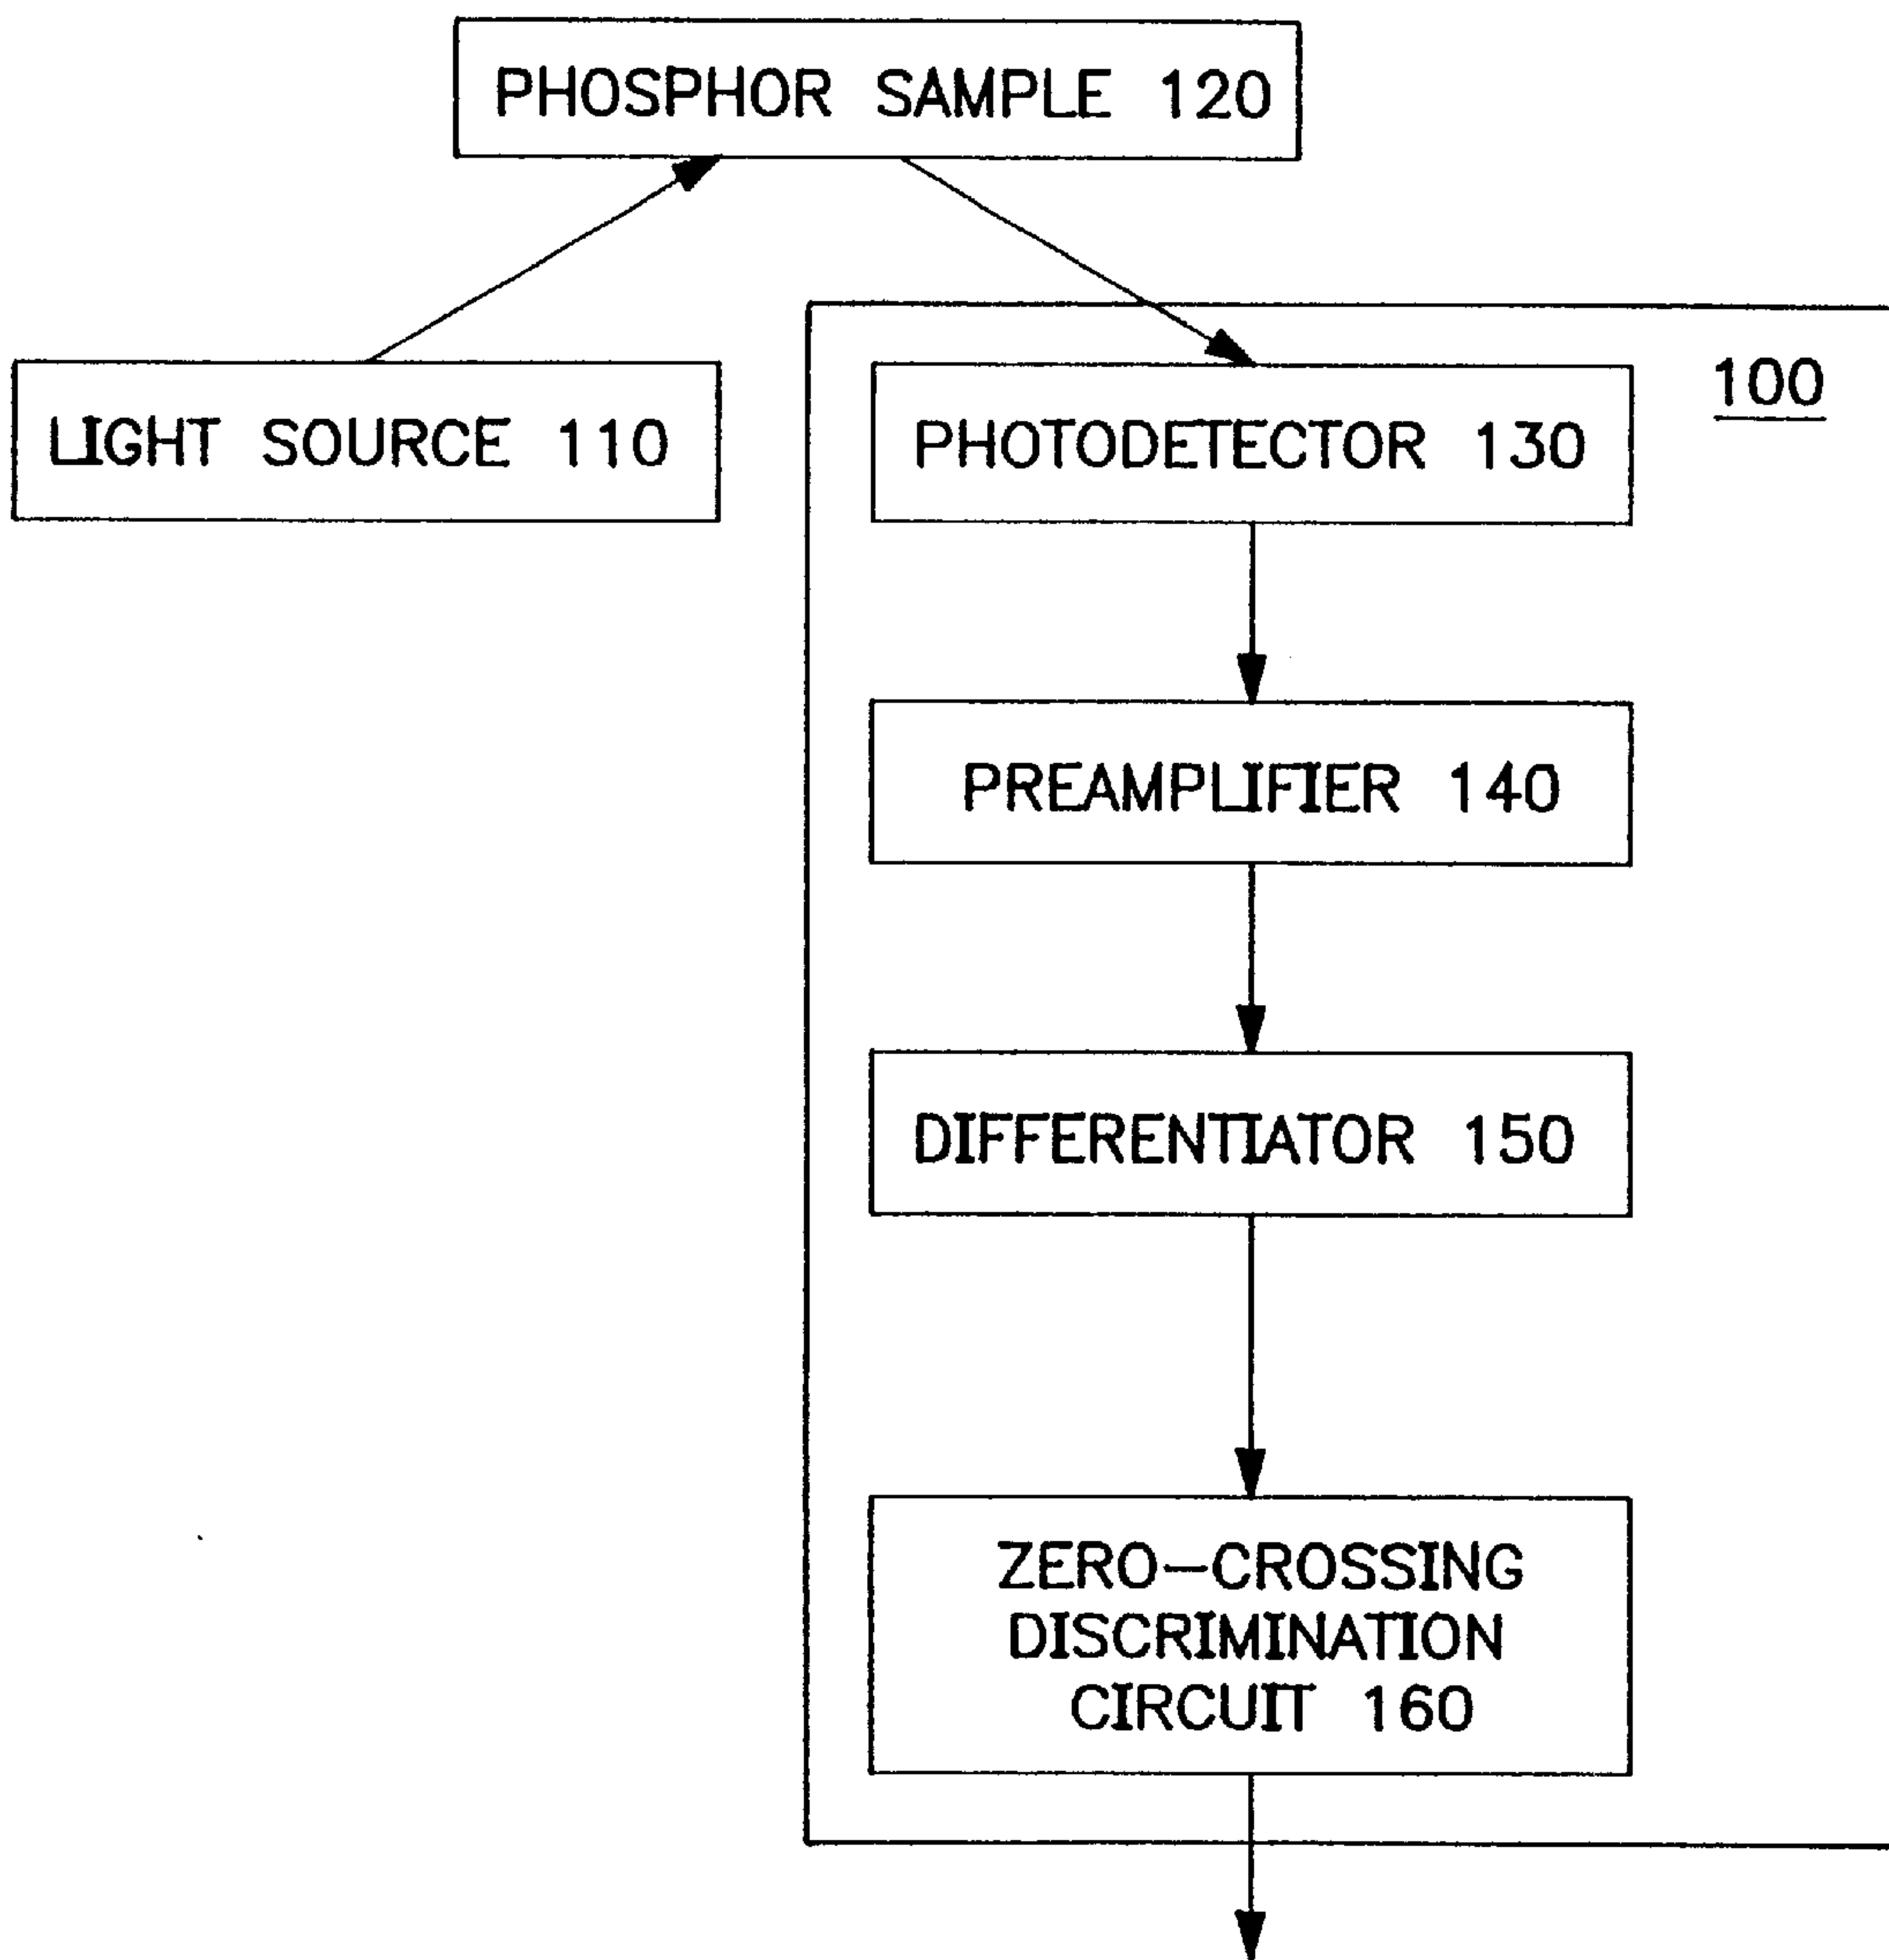 PHOSPHOR SAMPLE 120
LIGHT SOURCE 110
100
PHOTODETECTOR 130
PREAMPLIFIER 140
DIFFERENTIATOR 150
ZERO-CROSSING
DISCRIMINATION
CIRCUIT 160